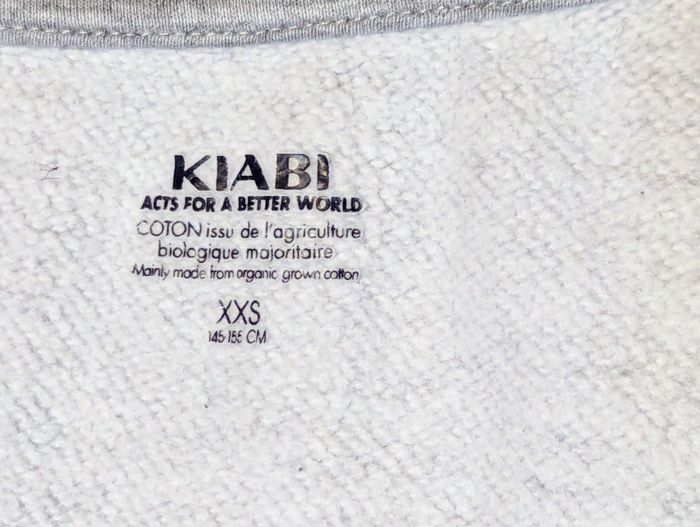 KIABI
ACTS FOR A BETTER WORLD
COTON issu de l'agriculture
biologique majoritaire
Mainly made from organic grown cotton
XXS
145-155 CM